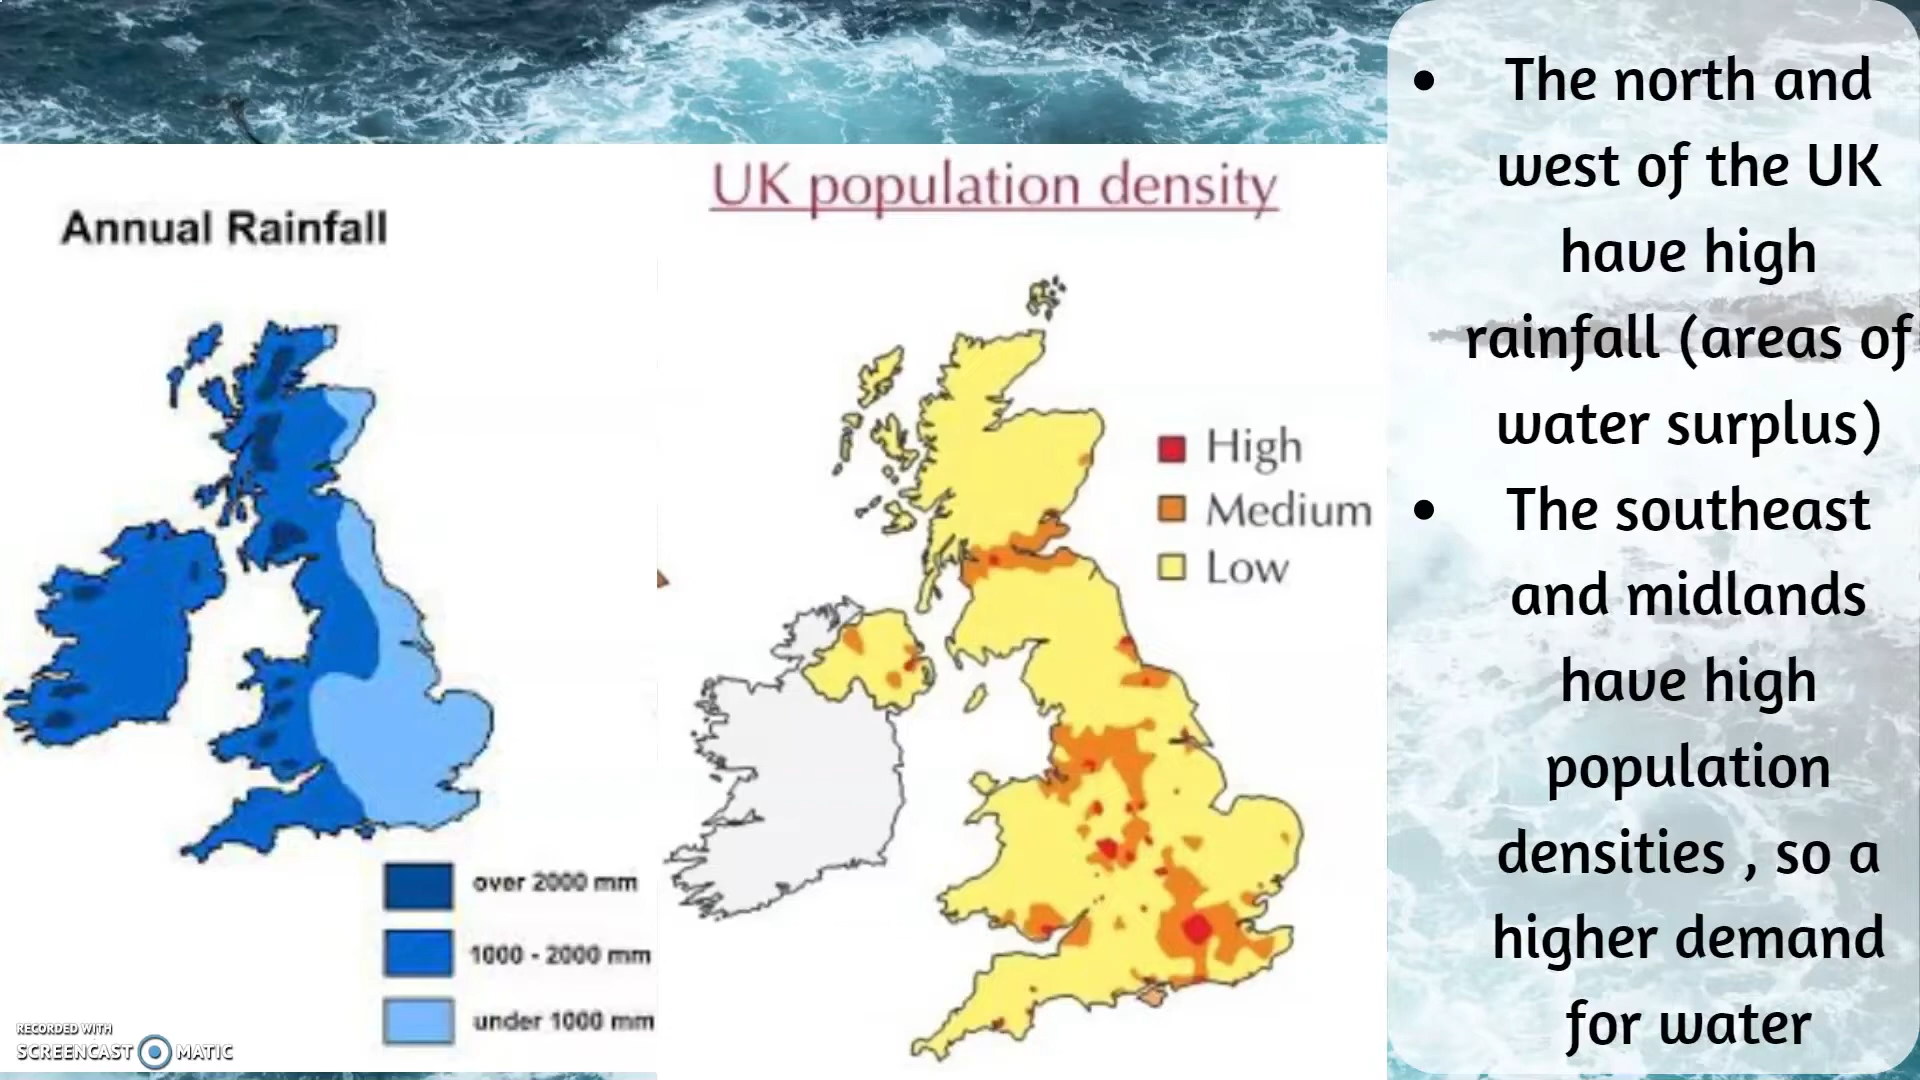 Annual Rainfall
over 2000 mm
1000 - 2000 mm
under 1000 mm
RECORDED WITH
SCREENCAST MATIC
UK population density
High
Medium
Low
• The north and
west of the UK
have high
rainfall (areas of
water surplus)
• The southeast
and midlands
have high
population
densities , so a
higher demand
for water